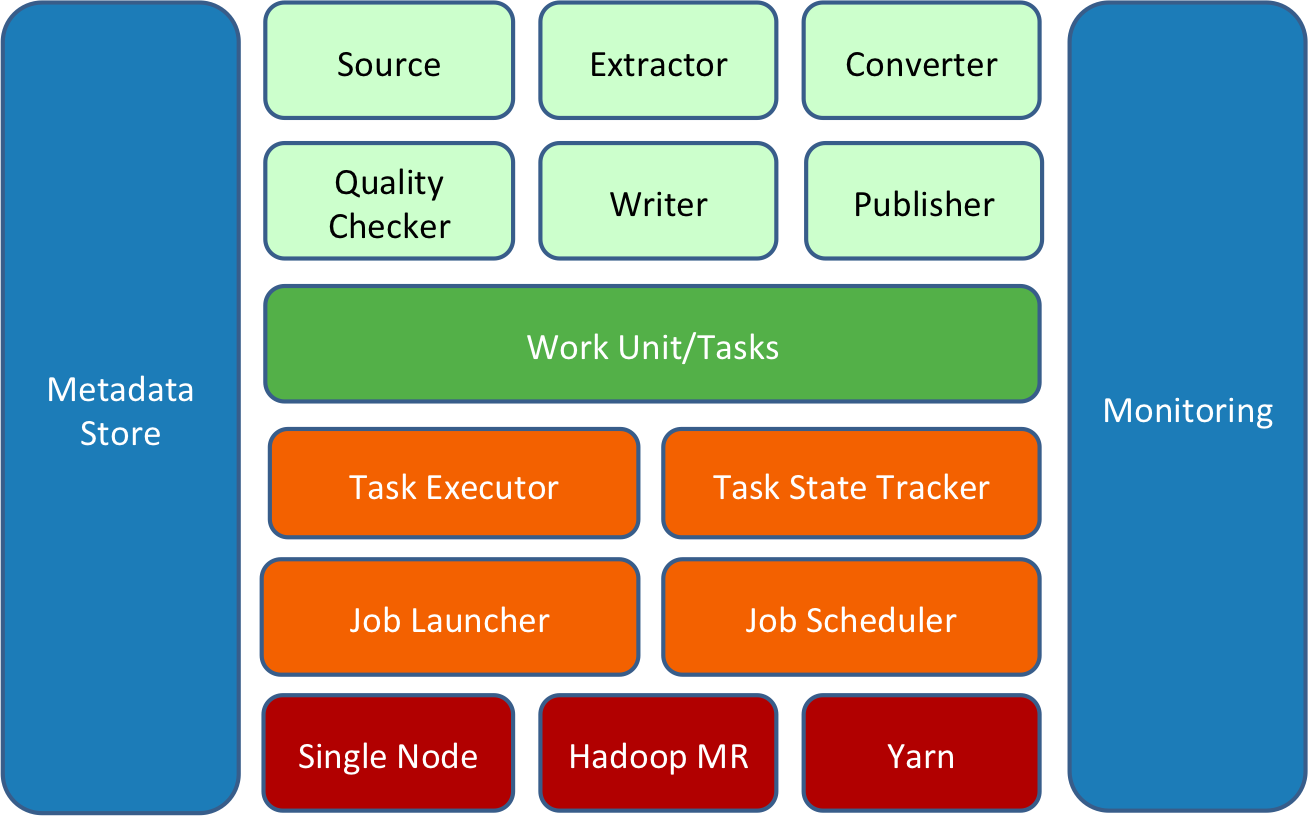 Source
Extractor
Converter
Quality
Checker
Writer
Publisher
Work Unit/Tasks
Metadata
Store
Monitoring
Task Executor
Task State Tracker
Job Launcher
Job Scheduler
Single Node
Hadoop MR
Yarn